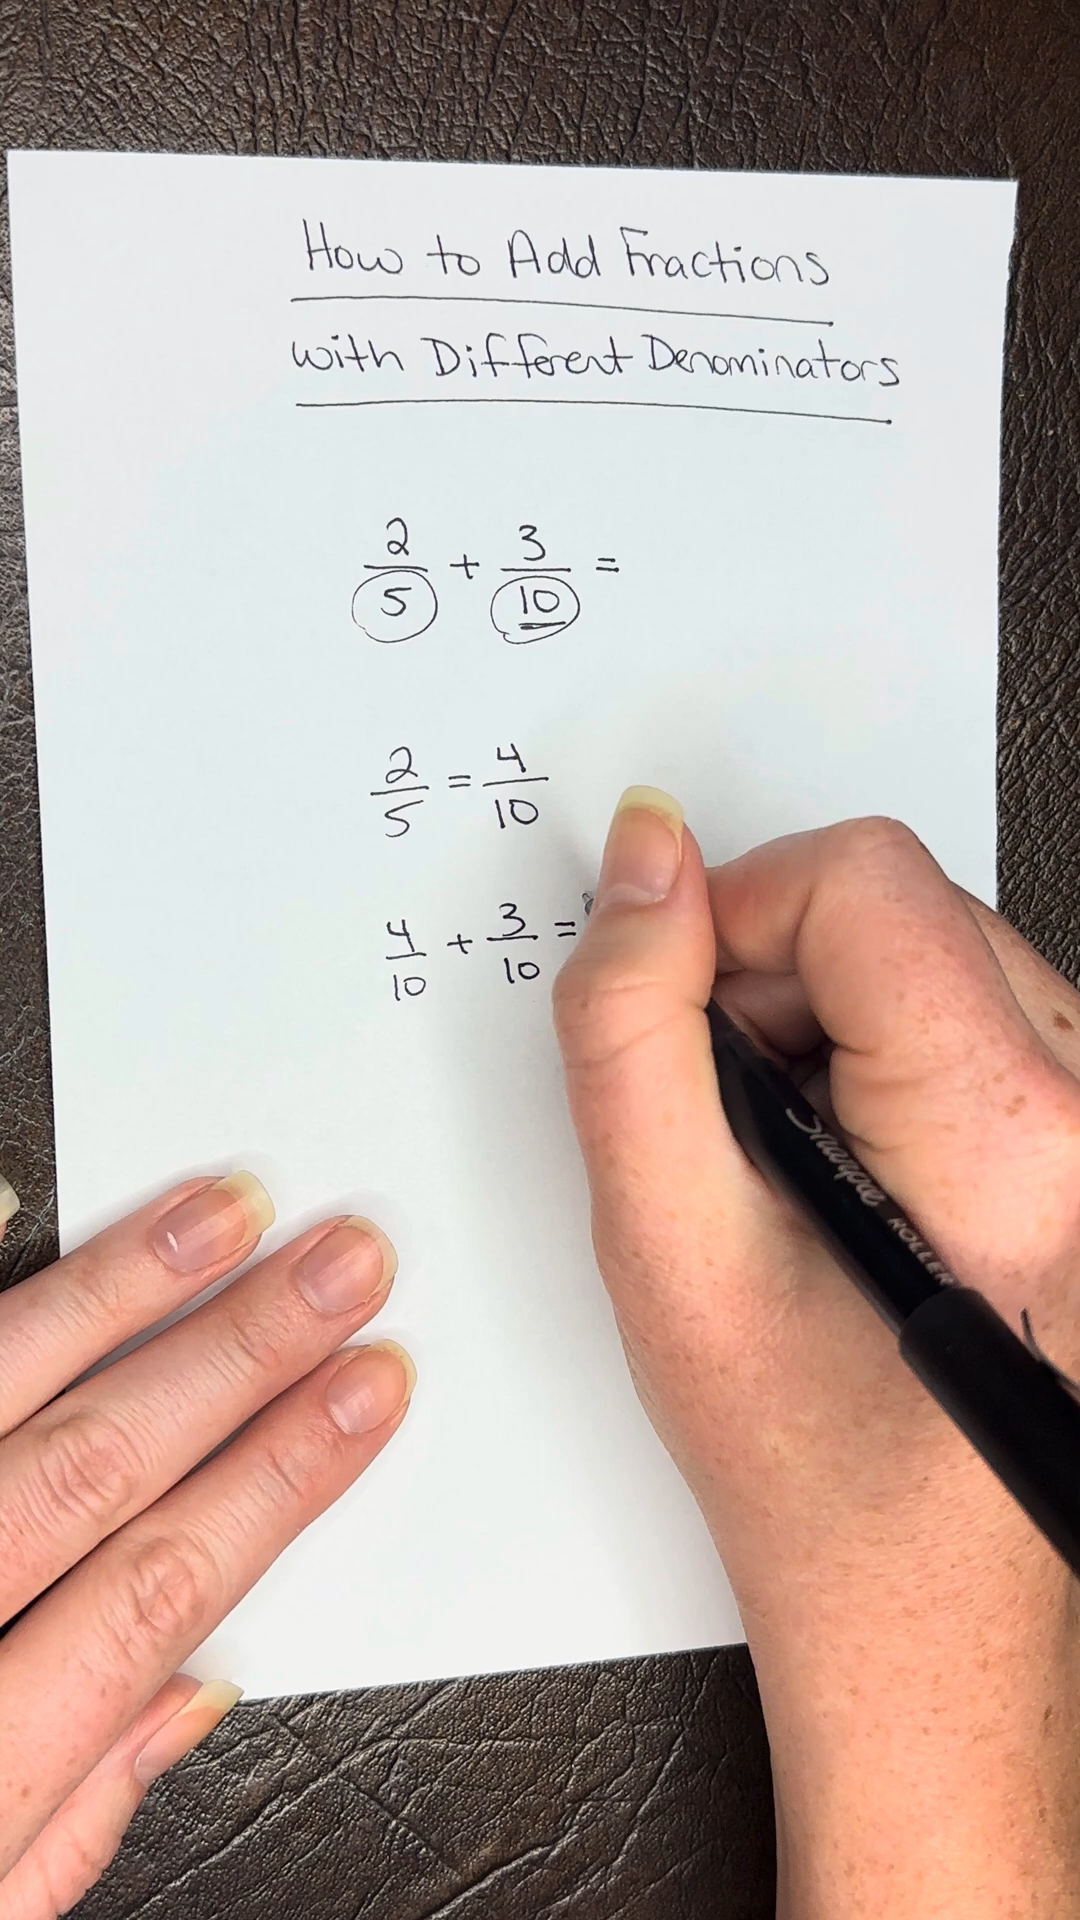 How to Add Fractions
with Different Denominators
2/5 + 3/10 =
2/5 = 4/10
4/10 + 3/10 =
Sharpie ROLLER